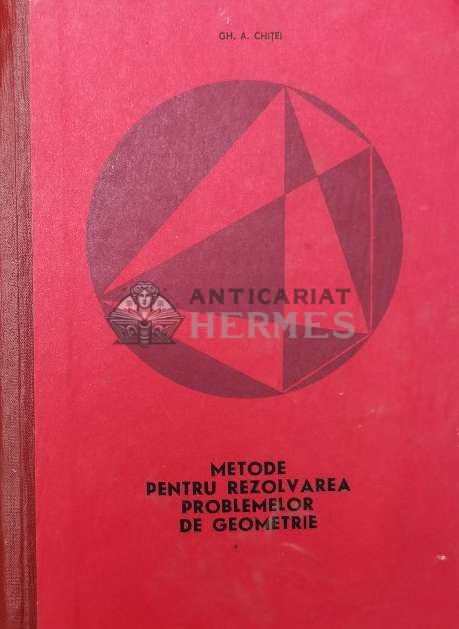 GH. A. CHIȚEI
ANTICARIAT
HERMES
METODE
PENTRU REZOLVAREA
PROBLEMELOR
DE GEOMETRIE